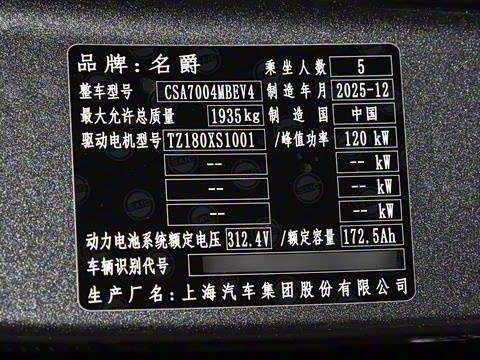 品牌:名爵 乘坐人数 5
整车型号 CSA7004MBEV4 制造年月 2025-12
最大允许总质量 1935kg 制造国 中国
驱动电机型号 TZ180XS1001 /峰值功率 120 kW
-- -- kW
-- -- kW
-- -- kW
动力电池系统额定电压 312.4V /额定容量 172.5Ah
车辆识别代号
生产厂名:上海汽车集团股份有限公司